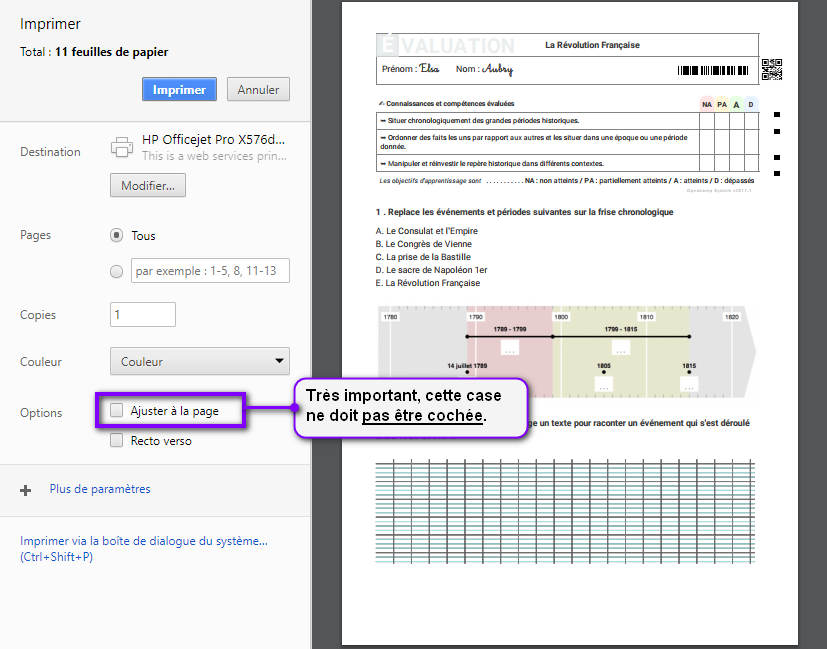 Imprimer
Total : 11 feuilles de papier
Imprimer
Annuler
Destination
HP Officejet Pro X576d...
This is a web services prin...
Modifier...
Pages
Tous
par exemple : 1-5, 8, 11-13
Copies
1
Couleur
Couleur
Options
Ajuster à la page
Recto verso
Très important, cette case
ne doit pas être cochée.
Plus de paramètres
Imprimer via la boîte de dialogue du système...
(Ctrl+Shift+P)
ÉVALUATION
La Révolution Française
Prénom : Elsa Nom : Aubry
Connaissances et compétences évaluées
NA PA A D
Situer chronologiquement des grandes périodes historiques.
Ordonner des faits les uns par rapport aux autres et les situer dans une époque ou une période
donnée.
Manipuler et réinvestir le repère historique dans différents contextes.
Les objectifs d'apprentissage sont . . . . . . . . . . . NA : non atteints / PA : partiellement atteints / A : atteints / D : dépassés
1 . Replace les événements et périodes suivantes sur la frise chronologique
A. Le Consulat et l'Empire
B. Le Congrès de Vienne
C. La prise de la Bastille
D. Le sacre de Napoléon 1er
E. La Révolution Française
1780 1790 1800 1810 1820
1789 - 1799 1799 - 1815
... ...
14 juillet 1789 1805 1815
... ...
ge un texte pour raconter un événement qui s'est déroulé